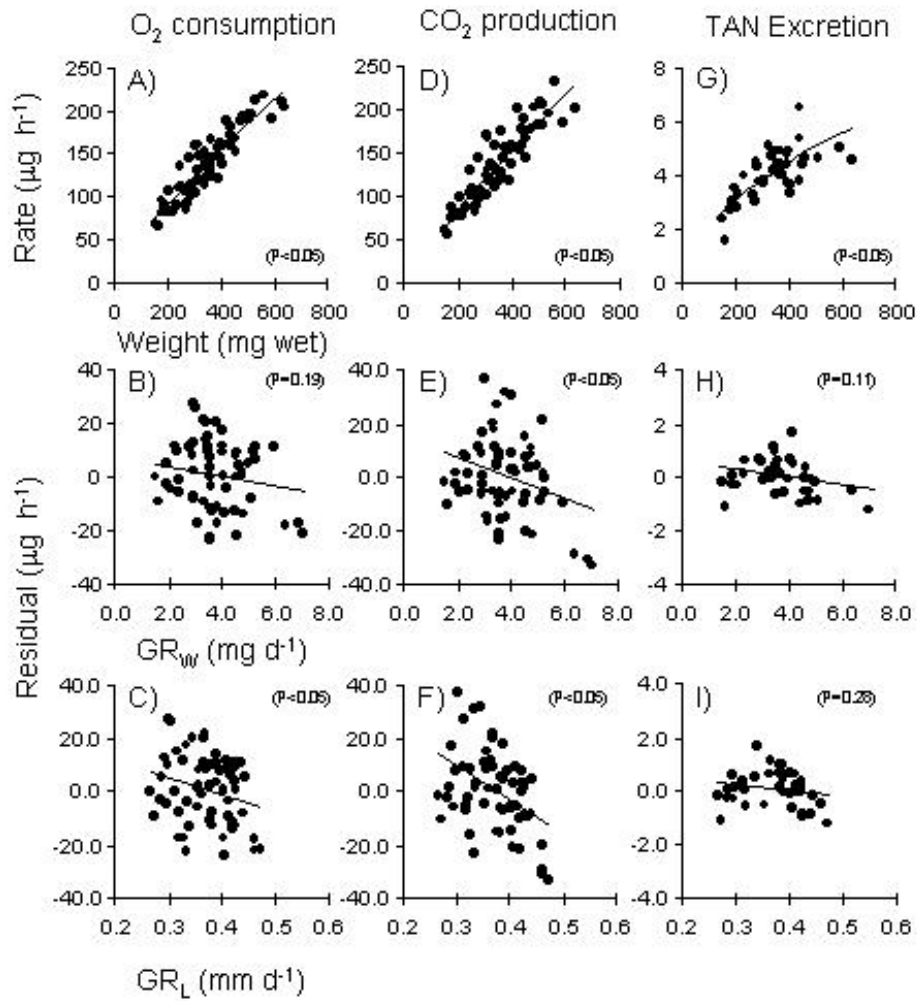 O₂ consumption CO₂ production TAN Excretion
A) D) G)
250 250 8
200 200
6
150 150
4
100 100
2
50 50
(P<0.05) (P<0.05) (P<0.05)
0 0 0
0 200 400 600 800 0 200 400 600 800 0 200 400 600 800
Rate (µg h⁻¹)
Weight (mg wet)
B) (P=0.19) E) (P<0.05) H) (P=0.11)
40 40.0 4
20 20.0 2
0 0.0 0
-20 -20.0 -2
-40 -40.0 -4
0.0 2.0 4.0 6.0 8.0 0.0 2.0 4.0 6.0 8.0 0.0 2.0 4.0 6.0 8.0
Residual (µg h⁻¹)
GR_W (mg d⁻¹)
C) (P<0.05) F) (P<0.05) I) (P=0.28)
40.0 40.0 4.0
20.0 20.0 2.0
0.0 0.0 0.0
-20.0 -20.0 -2.0
-40.0 -40.0 -4.0
0.2 0.3 0.4 0.5 0.6 0.2 0.3 0.4 0.5 0.6 0.2 0.3 0.4 0.5 0.6
GR_L (mm d⁻¹)